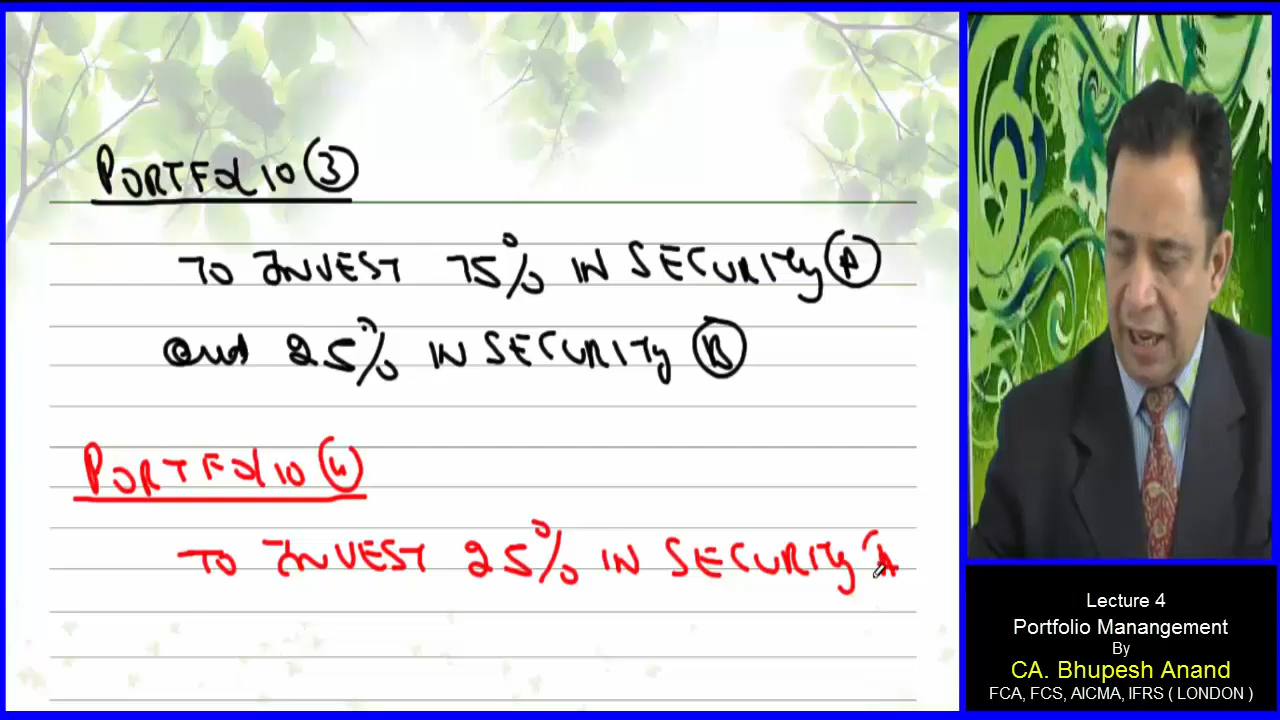 PORTFOLIO 3
TO INVEST 75% IN SECURITY A
and 25% IN SECURITY B
PORTFOLIO 4
TO INVEST 25% IN SECURITY A
Lecture 4
Portfolio Manangement
By
CA. Bhupesh Anand
FCA, FCS, AICMA, IFRS ( LONDON )